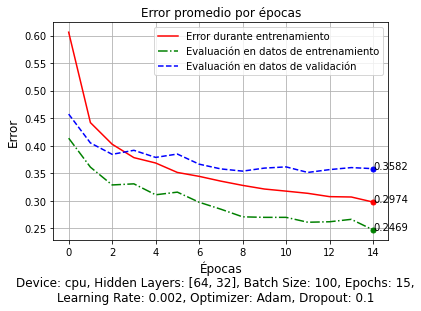 Error promedio por épocas
Error durante entrenamiento
Evaluación en datos de entrenamiento
Evaluación en datos de validación
Error
0.60
0.55
0.50
0.45
0.40
0.35
0.30
0.25
0.3582
0.2974
0.2469
0 2 4 6 8 10 12 14
Épocas
Device: cpu, Hidden Layers: [64, 32], Batch Size: 100, Epochs: 15,
Learning Rate: 0.002, Optimizer: Adam, Dropout: 0.1